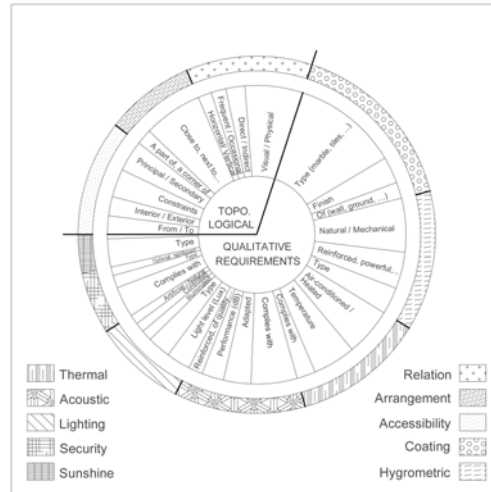 Visual / Physical
Direct / Indirect
Frequent / Occasional
Horizontal, Vertical
Close to, next to...
A part of, a corner of
Principal / Secondary
Constraints
Interior / Exterior
From / To
Type (marble, tiles...)
Finish
Of (wall, ground, ...)
Natural / Mechanical
Reinforced, powerful,...
Type
Air-conditioned /
Heated
Temperature
Complies with
Complies with
Adapted
Performance (dB)
Reinforced, of quality
Light level (Lux)
Type
Artificial / Natural
Complies with
Type
Type
TOPO.
LOGICAL
QUALITATIVE
REQUIREMENTS
Thermal
Acoustic
Lighting
Security
Sunshine
Relation
Arrangement
Accessibility
Coating
Hygrometric